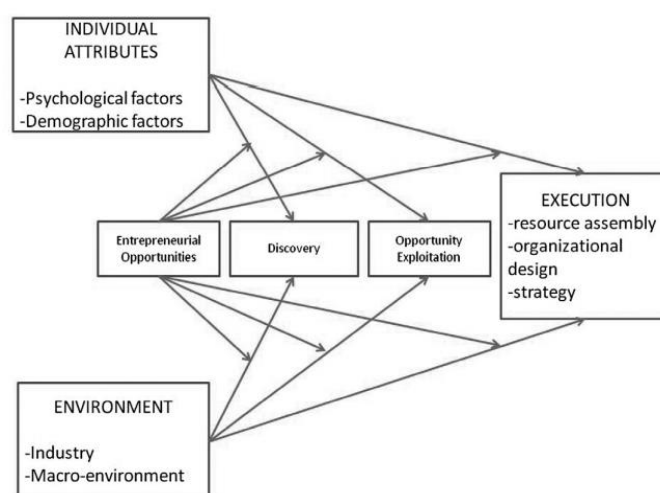 INDIVIDUAL
ATTRIBUTES
-Psychological factors
-Demographic factors
Entrepreneurial
Opportunities
Discovery
Opportunity
Exploitation
EXECUTION
-resource assembly
-organizational
design
-strategy
ENVIRONMENT
-Industry
-Macro-environment